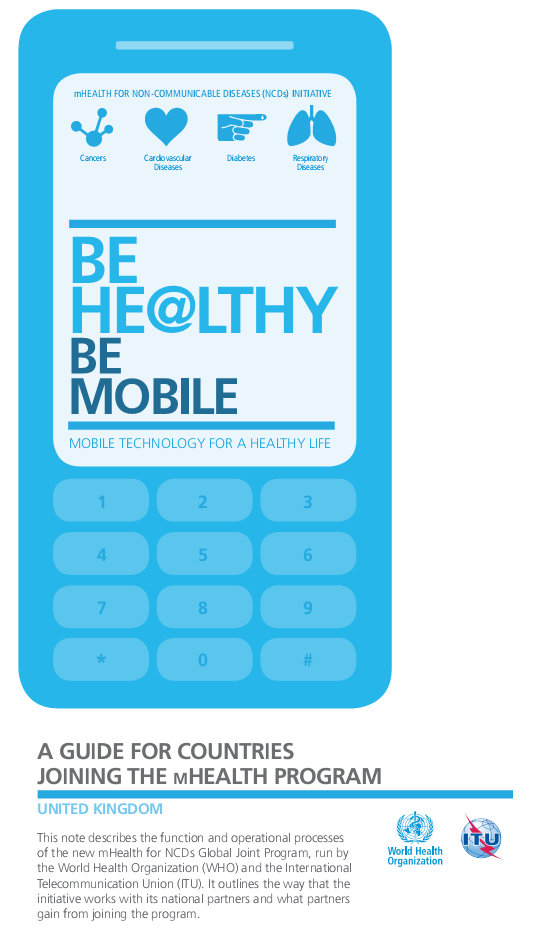 mHEALTH FOR NON-COMMUNICABLE DISEASES (NCDs) INITIATIVE
Cancers
Cardiovascular
Diseases
Diabetes
Respiratory
Diseases
BE
HE@LTHY
BE
MOBILE
MOBILE TECHNOLOGY FOR A HEALTHY LIFE
1 2 3
4 5 6
7 8 9
* 0 #
A GUIDE FOR COUNTRIES
JOINING THE mHEALTH PROGRAM
UNITED KINGDOM
This note describes the function and operational processes
of the new mHealth for NCDs Global Joint Program, run by
the World Health Organization (WHO) and the International
Telecommunication Union (ITU). It outlines the way that the
initiative works with its national partners and what partners
gain from joining the program.
World Health
Organization
ITU